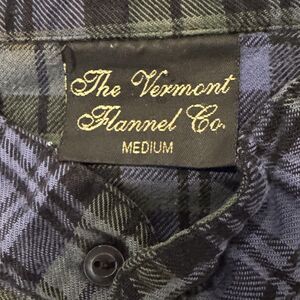 The Vermont
Flannel Co.
MEDIUM